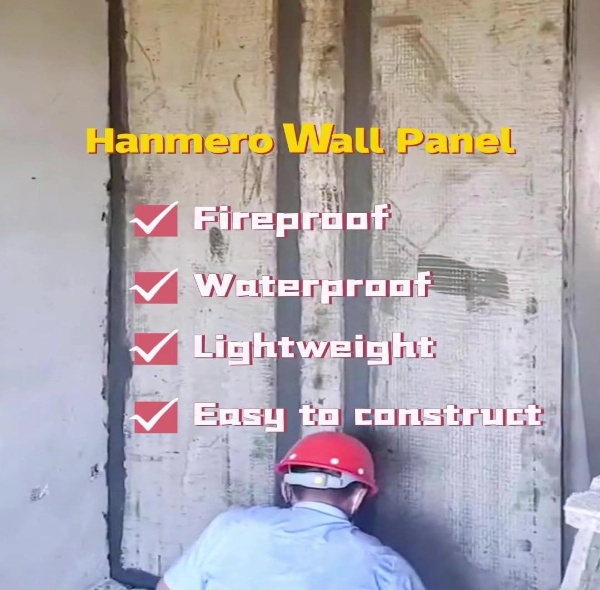 Hanmero Wall Panel
Fireproof
Waterproof
Lightweight
Easy to construct